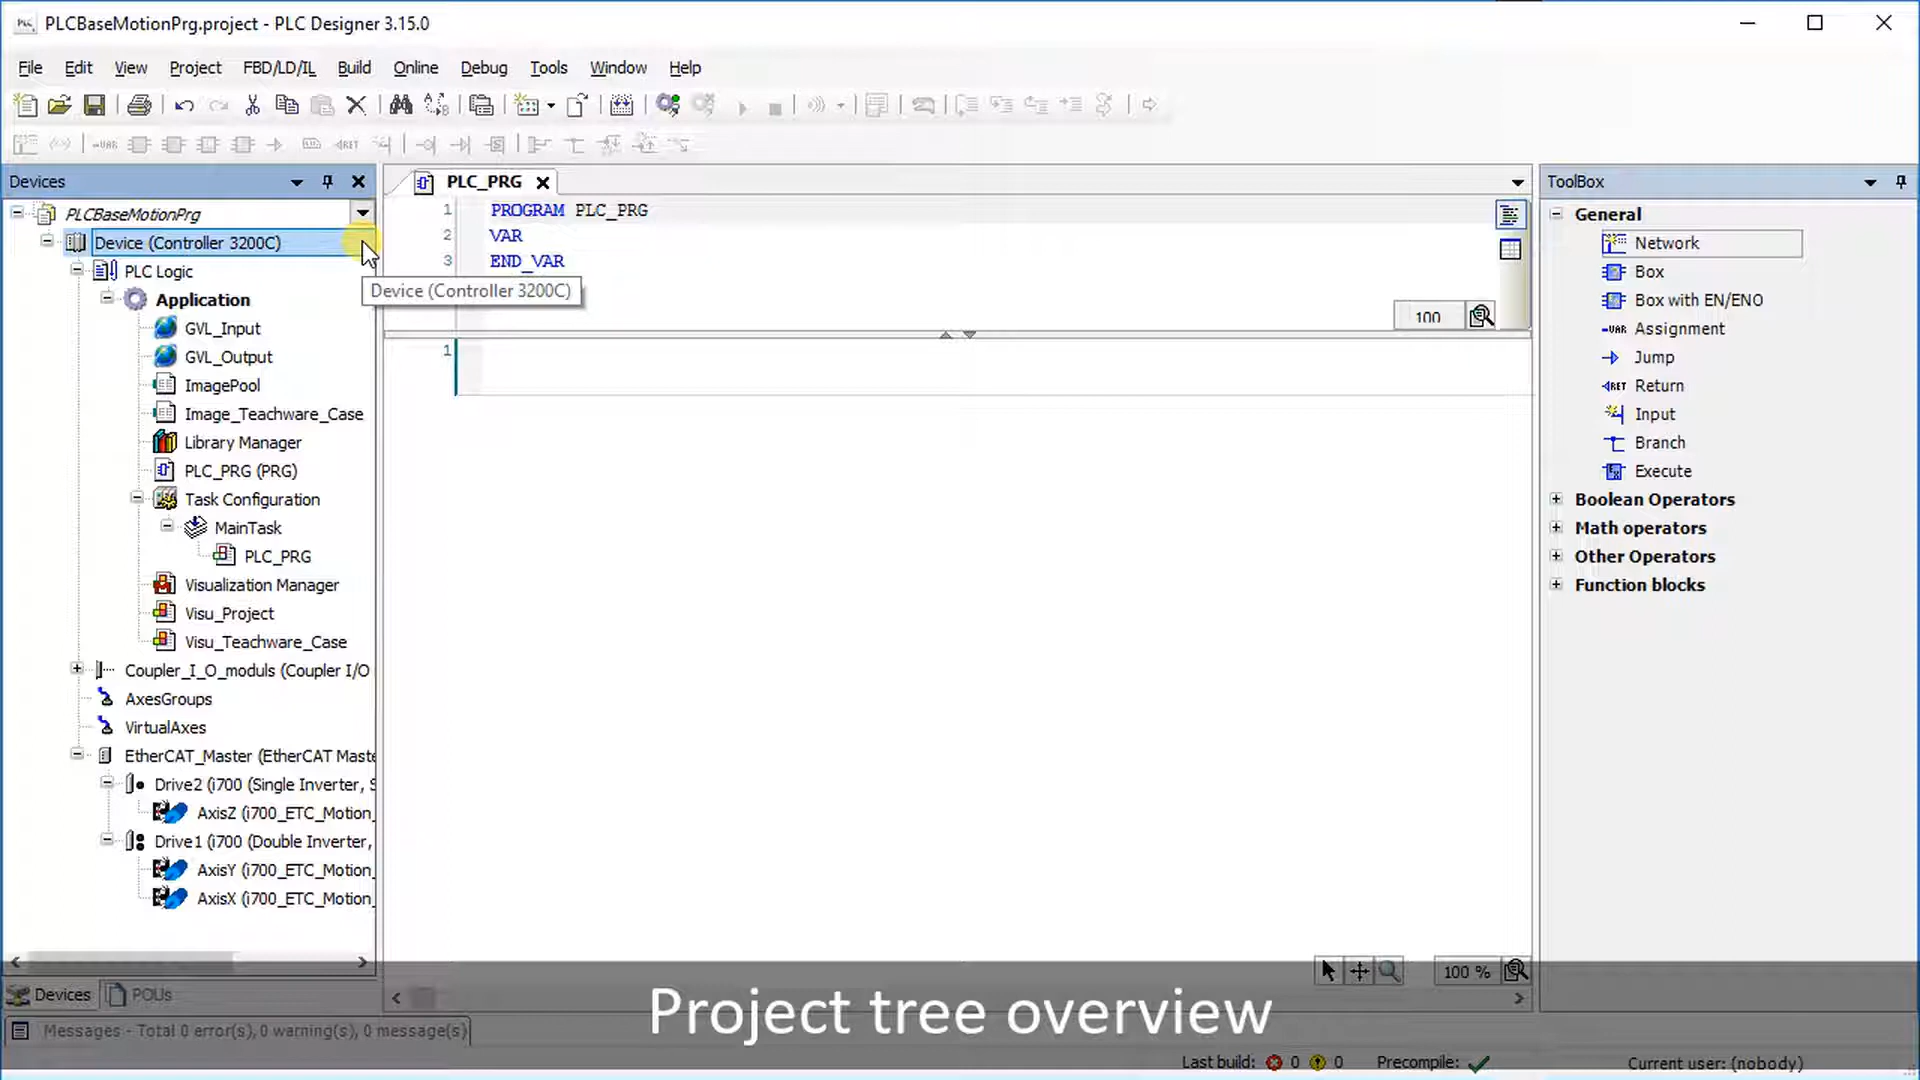 PLCBaseMotionPrg.project - PLC Designer 3.15.0
File Edit View Project FBD/LD/IL Build Online Debug Tools Window Help
Devices
PLCBaseMotionPrg
Device (Controller 3200C)
PLC Logic
Application
GVL_Input
GVL_Output
ImagePool
Image_Teachware_Case
Library Manager
PLC_PRG (PRG)
Task Configuration
MainTask
PLC_PRG
Visualization Manager
Visu_Project
Visu_Teachware_Case
Coupler_I_O_moduls (Coupler I/O
AxesGroups
VirtualAxes
EtherCAT_Master (EtherCAT Maste
Drive2 (i700 (Single Inverter, S
AxisZ (i700_ETC_Motion_
Drive1 (i700 (Double Inverter,
AxisY (i700_ETC_Motion_
AxisX (i700_ETC_Motion_
Devices POUs
PLC_PRG
1 PROGRAM PLC_PRG
2 VAR
3 END_VAR
Device (Controller 3200C)
100
1
100 %
ToolBox
General
Network
Box
Box with EN/ENO
Assignment
Jump
Return
Input
Branch
Execute
Boolean Operators
Math operators
Other Operators
Function blocks
Project tree overview
Messages - Total 0 error(s), 0 warning(s), 0 message(s)
Last build: 0 0 Precompile: Current user: (nobody)